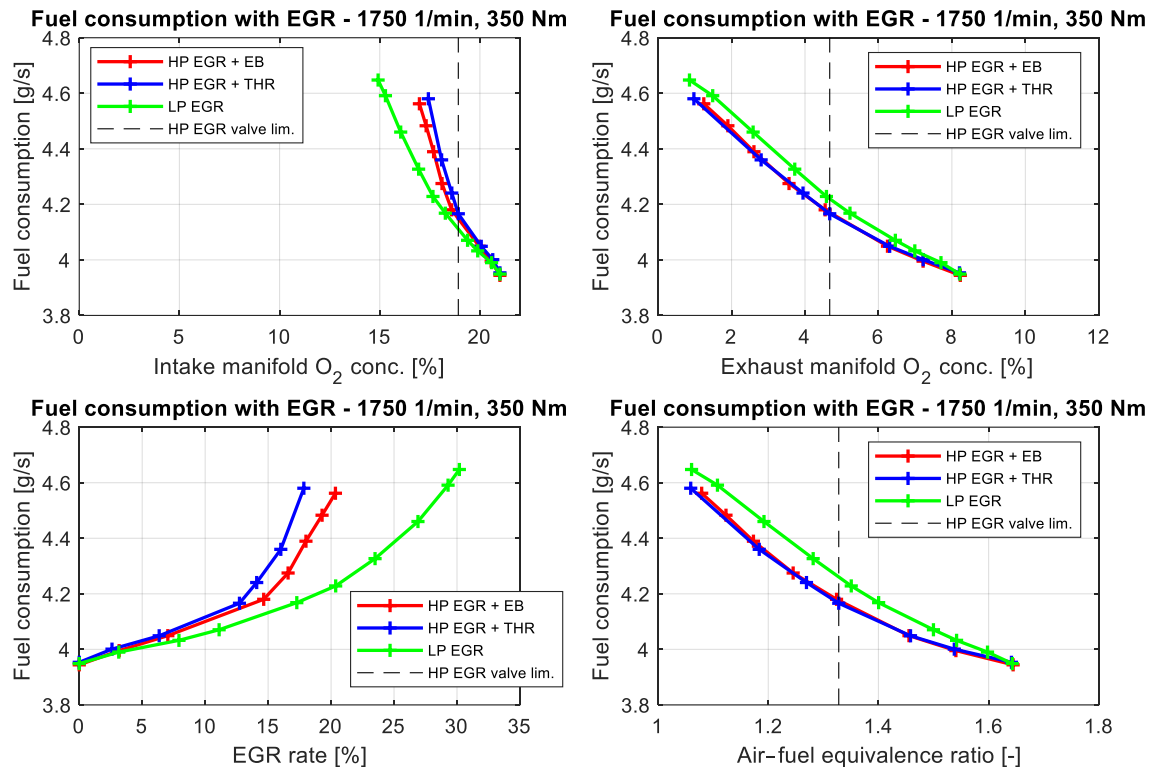 Fuel consumption with EGR - 1750 1/min, 350 Nm
4.8
4.6
4.4
4.2
4
3.8
Fuel consumption [g/s]
HP EGR + EB
HP EGR + THR
LP EGR
HP EGR valve lim.
0 5 10 15 20
Intake manifold O2 conc. [%]
Fuel consumption with EGR - 1750 1/min, 350 Nm
4.8
4.6
4.4
4.2
4
3.8
Fuel consumption [g/s]
HP EGR + EB
HP EGR + THR
LP EGR
HP EGR valve lim.
0 2 4 6 8 10 12
Exhaust manifold O2 conc. [%]
Fuel consumption with EGR - 1750 1/min, 350 Nm
4.8
4.6
4.4
4.2
4
3.8
Fuel consumption [g/s]
HP EGR + EB
HP EGR + THR
LP EGR
HP EGR valve lim.
0 5 10 15 20 25 30 35
EGR rate [%]
Fuel consumption with EGR - 1750 1/min, 350 Nm
4.8
4.6
4.4
4.2
4
3.8
Fuel consumption [g/s]
HP EGR + EB
HP EGR + THR
LP EGR
HP EGR valve lim.
1 1.2 1.4 1.6 1.8
Air–fuel equivalence ratio [-]